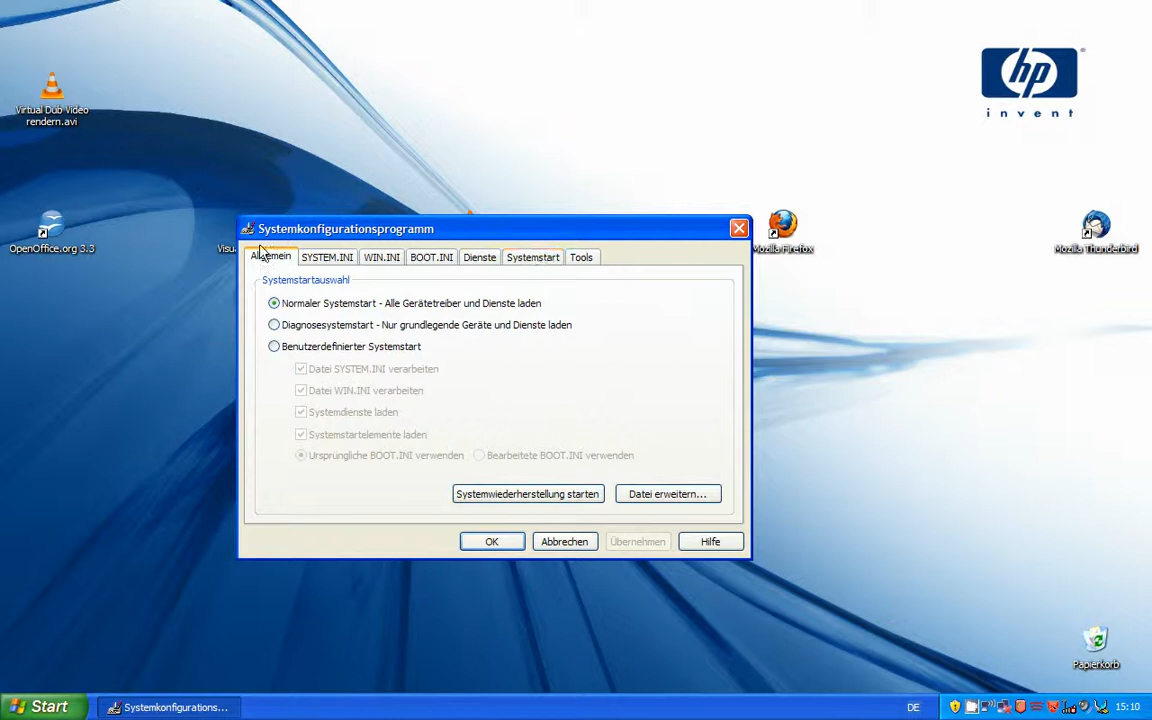 hp
invent
Virtual Dub Video
rendern.avi
OpenOffice.org 3.3
Mozilla Firefox
Mozilla Thunderbird
Systemkonfigurationsprogramm
Allgemein
SYSTEM.INI
WIN.INI
BOOT.INI
Dienste
Systemstart
Tools
Systemstartauswahl
Normaler Systemstart - Alle Gerätetreiber und Dienste laden
Diagnosesystemstart - Nur grundlegende Geräte und Dienste laden
Benutzerdefinierter Systemstart
Datei SYSTEM.INI verarbeiten
Datei WIN.INI verarbeiten
Systemdienste laden
Systemstartelemente laden
Ursprüngliche BOOT.INI verwenden
Bearbeitete BOOT.INI verwenden
Systemwiederherstellung starten
Datei erweitern...
OK
Abbrechen
Übernehmen
Hilfe
Papierkorb
Start
Systemkonfigurations...
DE
15:10